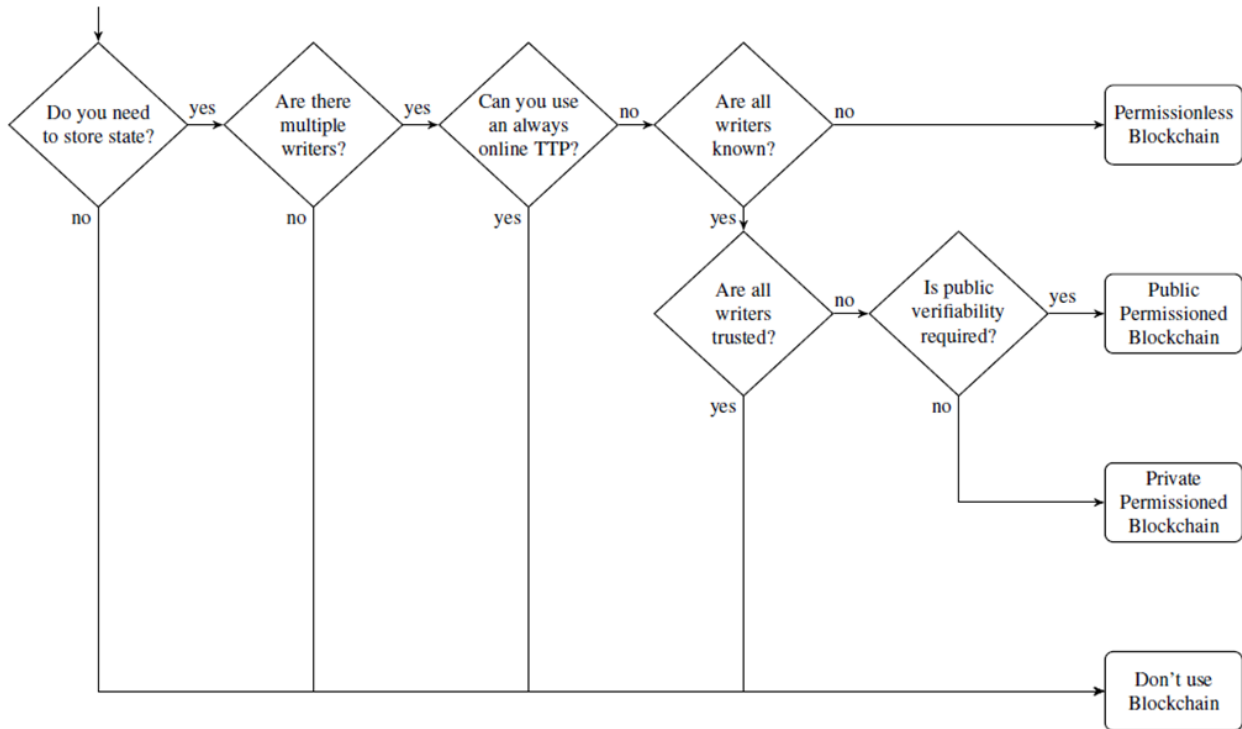 Do you need
to store state?
yes
no
Are there
multiple
writers?
yes
no
Can you use
an always
online TTP?
no
yes
Are all
writers
known?
no
yes
Permissionless
Blockchain
Are all
writers
trusted?
no
yes
Is public
verifiability
required?
yes
no
Public
Permissioned
Blockchain
Private
Permissioned
Blockchain
Don't use
Blockchain